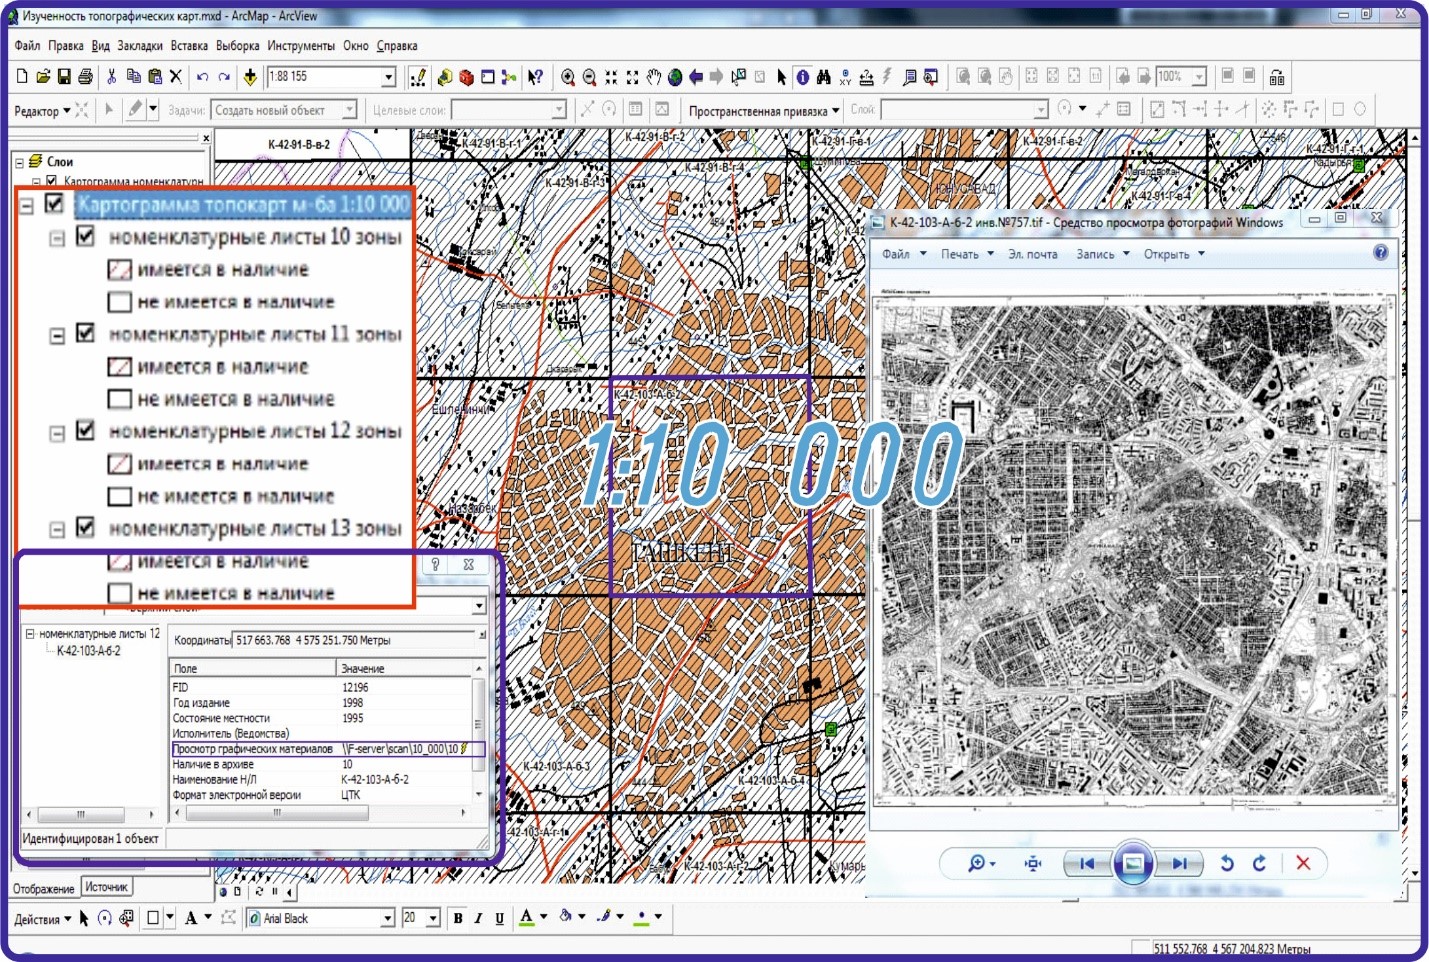 Изученность топографических карт.mxd - ArcMap - ArcView
Файл Правка Вид Закладки Вставка Выборка Инструменты Окно Справка
1:88 155
100%
Редактор
Задачи: Создать новый объект
Целевые слои:
Пространственная привязка
Слой:
Слои
Картограмма номенклатурн
Картограмма топокарт м-ба 1:10 000
номенклатурные листы 10 зоны
имеется в наличие
не имеется в наличие
номенклатурные листы 11 зоны
имеется в наличие
не имеется в наличие
номенклатурные листы 12 зоны
имеется в наличие
не имеется в наличие
номенклатурные листы 13 зоны
имеется в наличие
не имеется в наличие
номенклатурные листы 12
К-42-103-А-б-2
Координаты 517 663.768 4 575 251.750 Метры
Поле Значение
FID 12196
Год издание 1998
Состояние местности 1995
Исполнитель (Ведомства)
Просмотр графических материалов \\F-server\scan\10_000\10
Наличие в архиве 10
Наименование Н/Л К-42-103-А-б-2
Формат электронной версии ЦТК
Идентифицирован 1 объект
Отображение Источник
К-42-91-В-в-2
К-42-91-В-г-1
К-42-91-В-г-2
К-42-91-Г-в-1
К-42-91-Г-в-2
К-42-91-Г-г-1
К-42-91-В-г-3
К-42-91-В-г-4
К-42-91-Г-в-4
ЮНУСАБАД
Кадырья
Назарбек
К-42-103-А-б-2
1:10 000
ТАШКЕНТ
К-42-103-А-б-3
К-42-103-А-б-4
-42-103-А-г-1
К-42-103-А-г-2
К-42-103-А-б-2 инв.№757.tif - Средство просмотра фотографий Windows
Файл Печать Эл. почта Запись Открыть
Действия
Arial Black
20
511 552.768 4 567 204.823 Метры